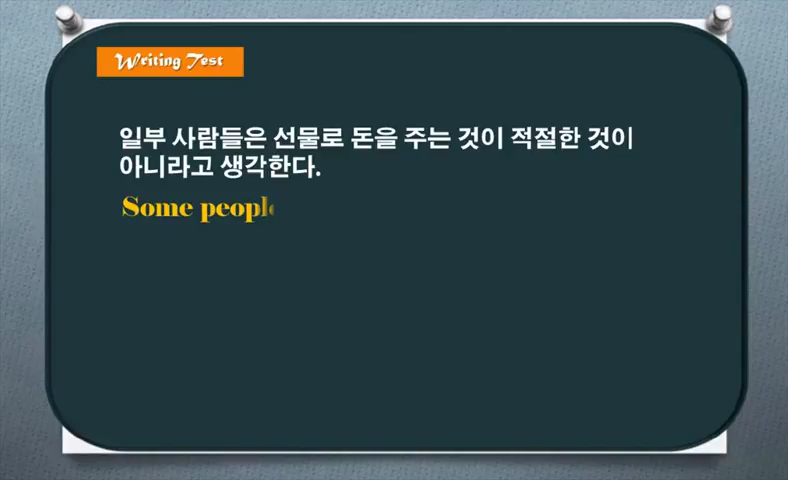 Writing Test
일부 사람들은 선물로 돈을 주는 것이 적절한 것이
아니라고 생각한다.
Some people